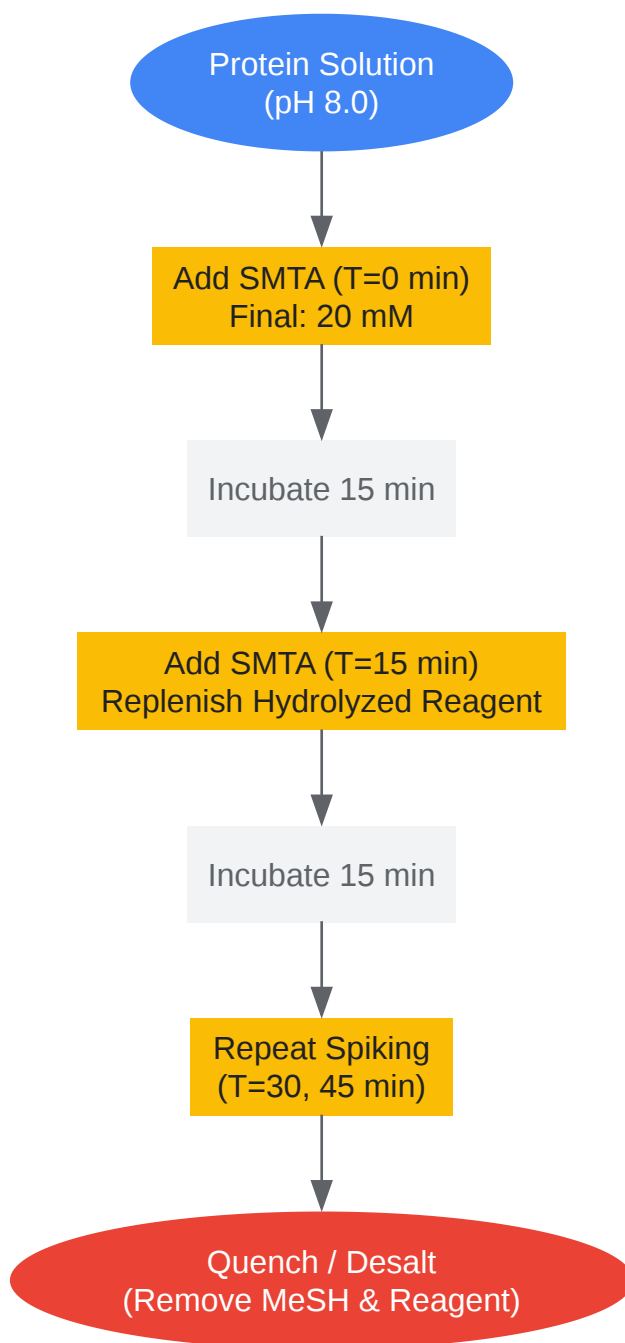 Protein Solution
(pH 8.0)
Add SMTA (T=0 min)
Final: 20 mM
Incubate 15 min
Add SMTA (T=15 min)
Replenish Hydrolyzed Reagent
Incubate 15 min
Repeat Spiking
(T=30, 45 min)
Quench / Desalt
(Remove MeSH & Reagent)